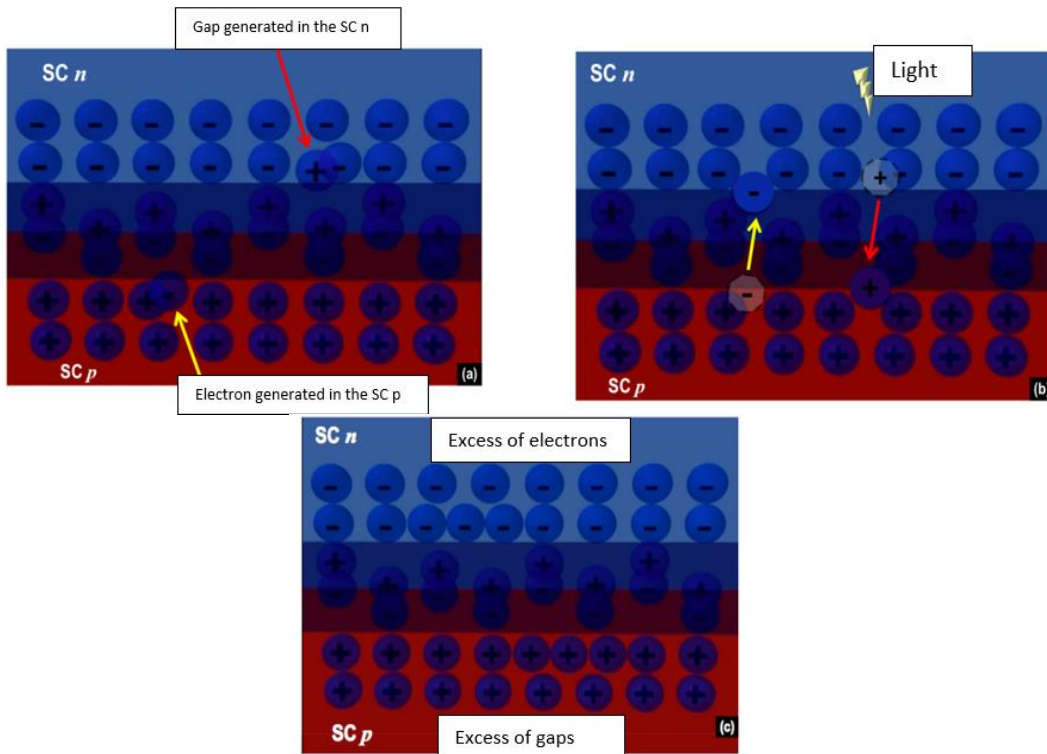 Gap generated in the SC n
SC n
SC p
(a)
Electron generated in the SC p
SC n
Light
SC p
(b)
SC n
Excess of electrons
SC p
Excess of gaps
(c)